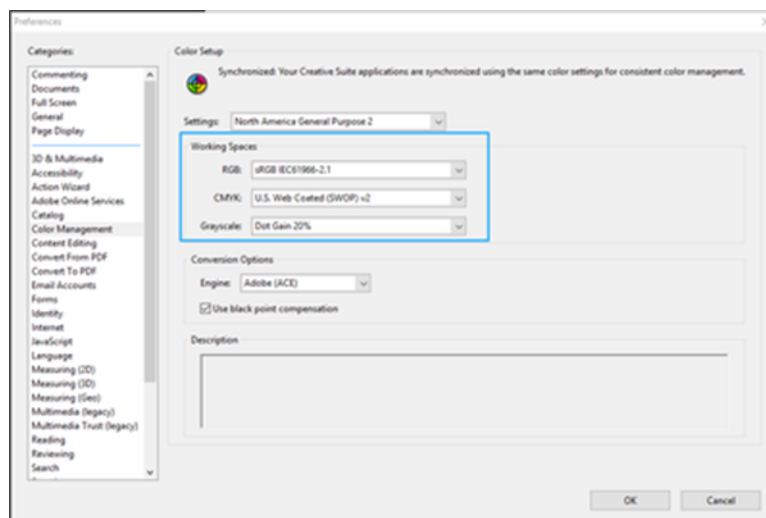 Preferences
Categories:
Commenting
Documents
Full Screen
General
Page Display
3D & Multimedia
Accessibility
Action Wizard
Adobe Online Services
Catalog
Color Management
Content Editing
Convert From PDF
Convert To PDF
Email Accounts
Forms
Identity
Internet
JavaScript
Language
Measuring (2D)
Measuring (3D)
Measuring (Geo)
Multimedia (legacy)
Multimedia Trust (legacy)
Reading
Reviewing
Search
Color Setup
Synchronized: Your Creative Suite applications are synchronized using the same color settings for consistent color management.
Settings: North America General Purpose 2
Working Spaces
RGB: sRGB IEC61966-2.1
CMYK: U.S. Web Coated (SWOP) v2
Grayscale: Dot Gain 20%
Conversion Options
Engine: Adobe (ACE)
Use black point compensation
Description
OK Cancel